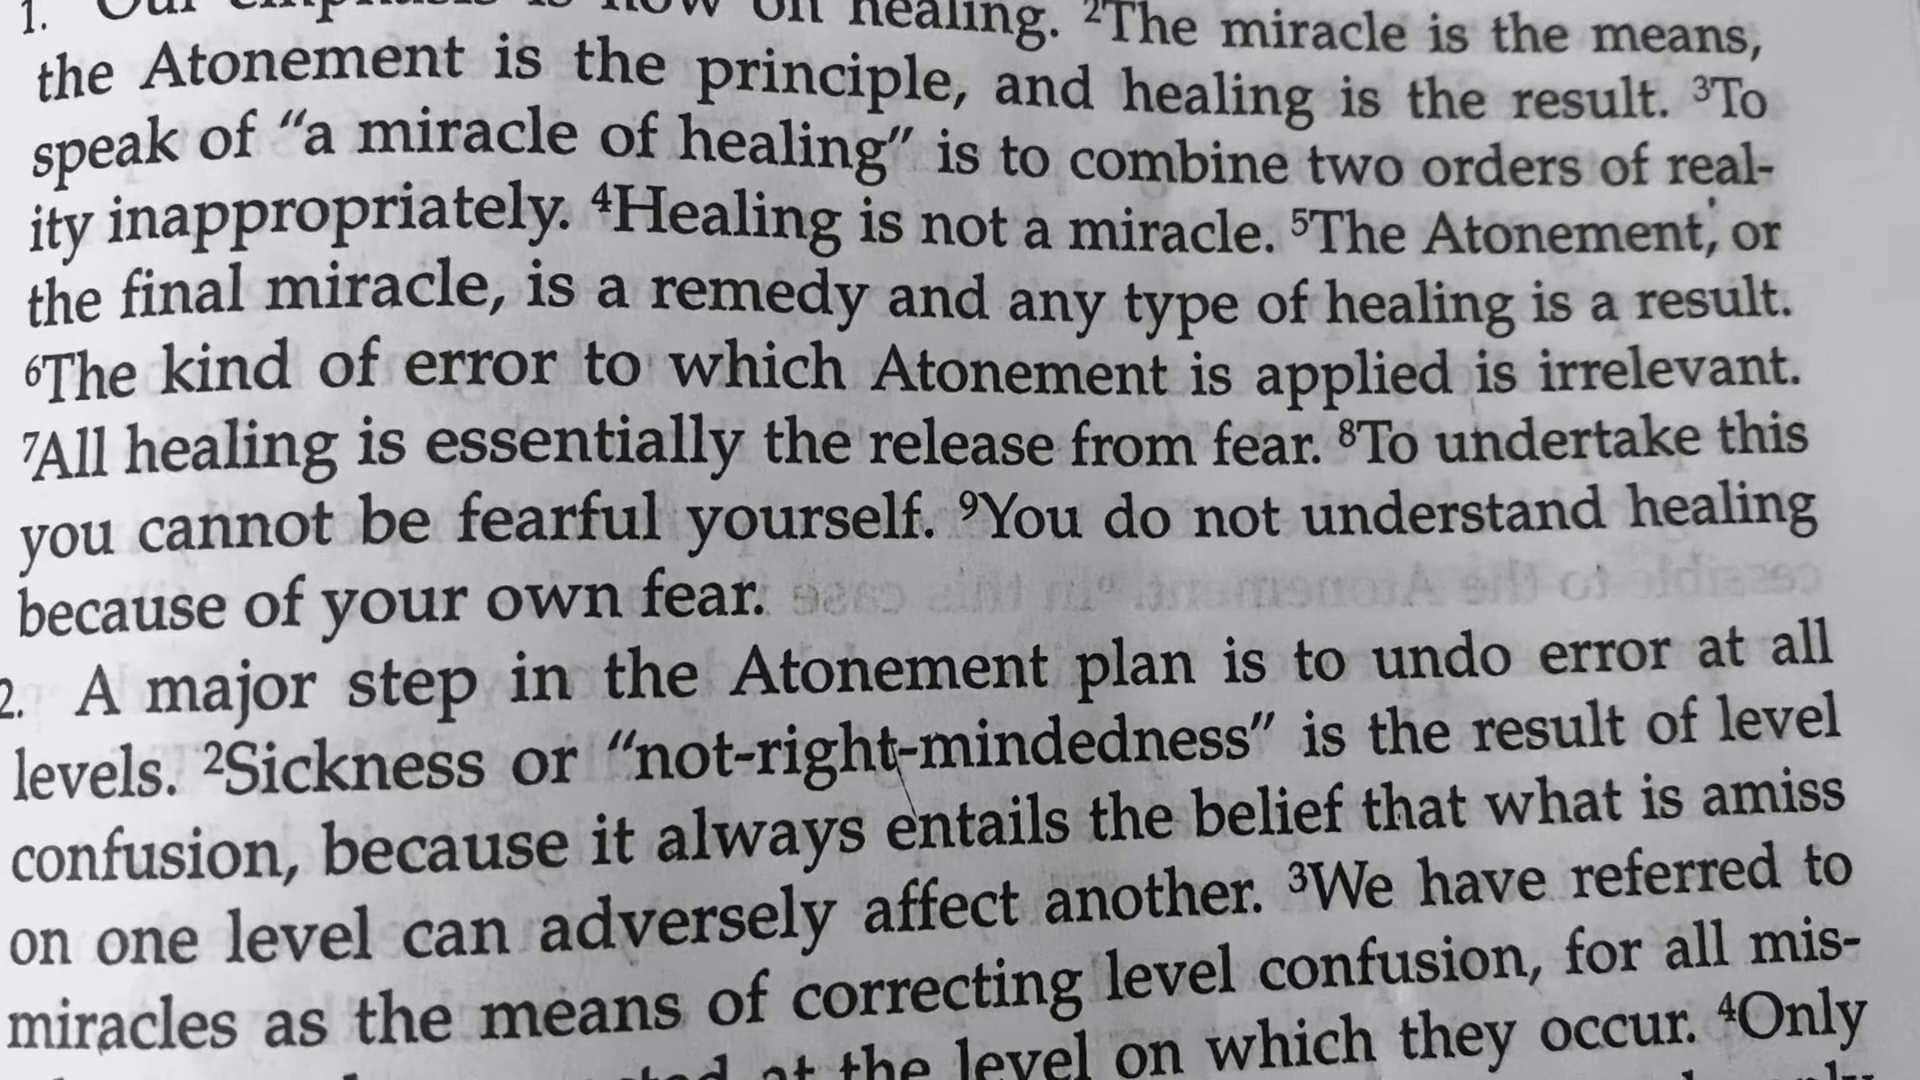 1. Our emphasis is now on healing. ²The miracle is the means,
the Atonement is the principle, and healing is the result. ³To
speak of “a miracle of healing” is to combine two orders of real-
ity inappropriately. ⁴Healing is not a miracle. ⁵The Atonement, or
the final miracle, is a remedy and any type of healing is a result.
⁶The kind of error to which Atonement is applied is irrelevant.
⁷All healing is essentially the release from fear. ⁸To undertake this
you cannot be fearful yourself. ⁹You do not understand healing
because of your own fear.
2. A major step in the Atonement plan is to undo error at all
levels. ²Sickness or “not-right-mindedness” is the result of level
confusion, because it always entails the belief that what is amiss
on one level can adversely affect another. ³We have referred to
miracles as the means of correcting level confusion, for all mis-
at the level on which they occur. ⁴Only